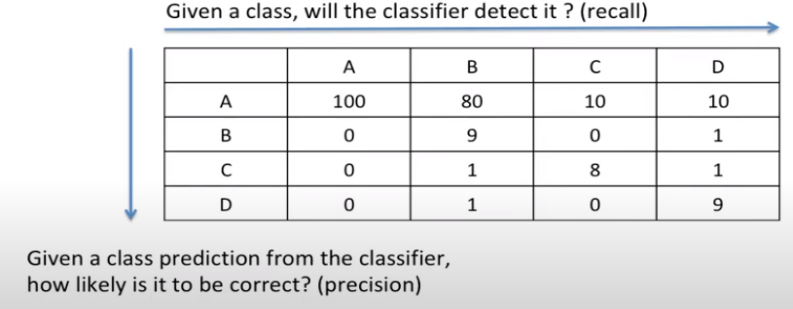 Given a class, will the classifier detect it ? (recall)
A B C D
A 100 80 10 10
B 0 9 0 1
C 0 1 8 1
D 0 1 0 9
Given a class prediction from the classifier,
how likely is it to be correct? (precision)